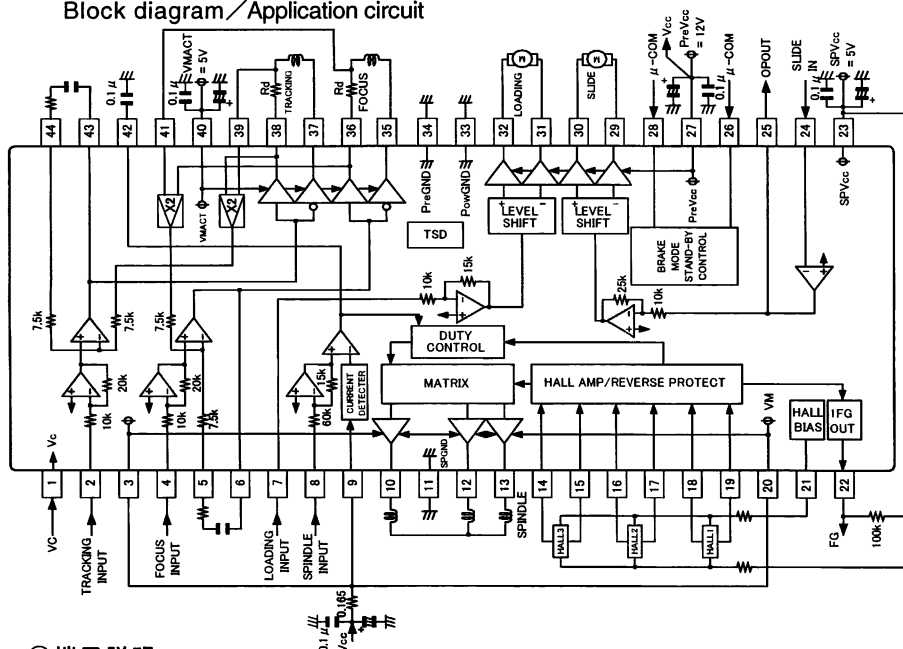 Block diagram／Application circuit
0.1μ
0.1μ
VMACT
= 5V
Rd
TRACKING
Rd
FOCUS
LOADING
M
SLIDE
M
μ-COM
Vcc
PreVcc
= 12V
0.1μ
μ-COM
OPOUT
SLIDE
IN
0.1μ
SPVcc
= 5V
44 43 42 41 40 39 38 37 36 35 34 33 32 31 30 29 28 27 26 25 24 23
X2
VMACT
X2
PreGND
PowGND
TSD
+ −
LEVEL
SHIFT
+ −
LEVEL
SHIFT
PreVcc
BRAKE
MODE
STAND-BY
CONTROL
SPVcc
− +
7.5k
7.5k
7.5k
10k
15k
25k
10k
DUTY
CONTROL
20k
10k
20k
10k
7.5k
15k
60k
CURRENT
DETECTER
MATRIX
HALL AMP/REVERSE PROTECT
VM
HALL
BIAS
1FG
OUT
SPGND
Vc
1 2 3 4 5 6 7 8 9 10 11 12 13 14 15 16 17 18 19 20 21 22
VC
TRACKING
INPUT
FOCUS
INPUT
LOADING
INPUT
SPINDLE
INPUT
SPINDLE
HALL3
HALL2
HALL1
FG
100k
0.165
0.1μ
Vcc